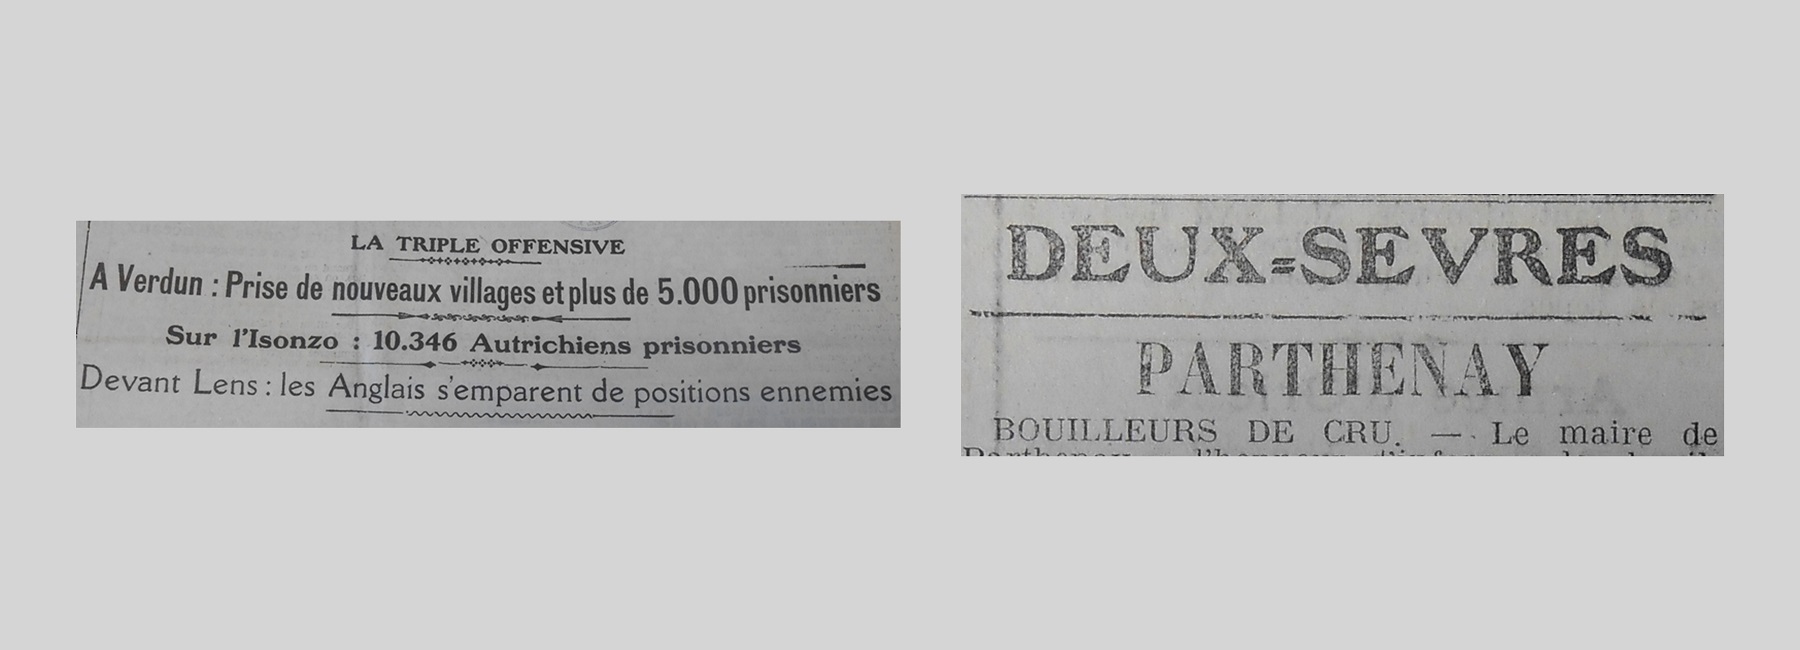 LA TRIPLE OFFENSIVE
A Verdun : Prise de nouveaux villages et plus de 5.000 prisonniers
Sur l'Isonzo : 10.346 Autrichiens prisonniers
Devant Lens : les Anglais s'emparent de positions ennemies
DEUX=SEVRES
PARTHENAY
BOUILLEURS DE CRU. — Le maire de